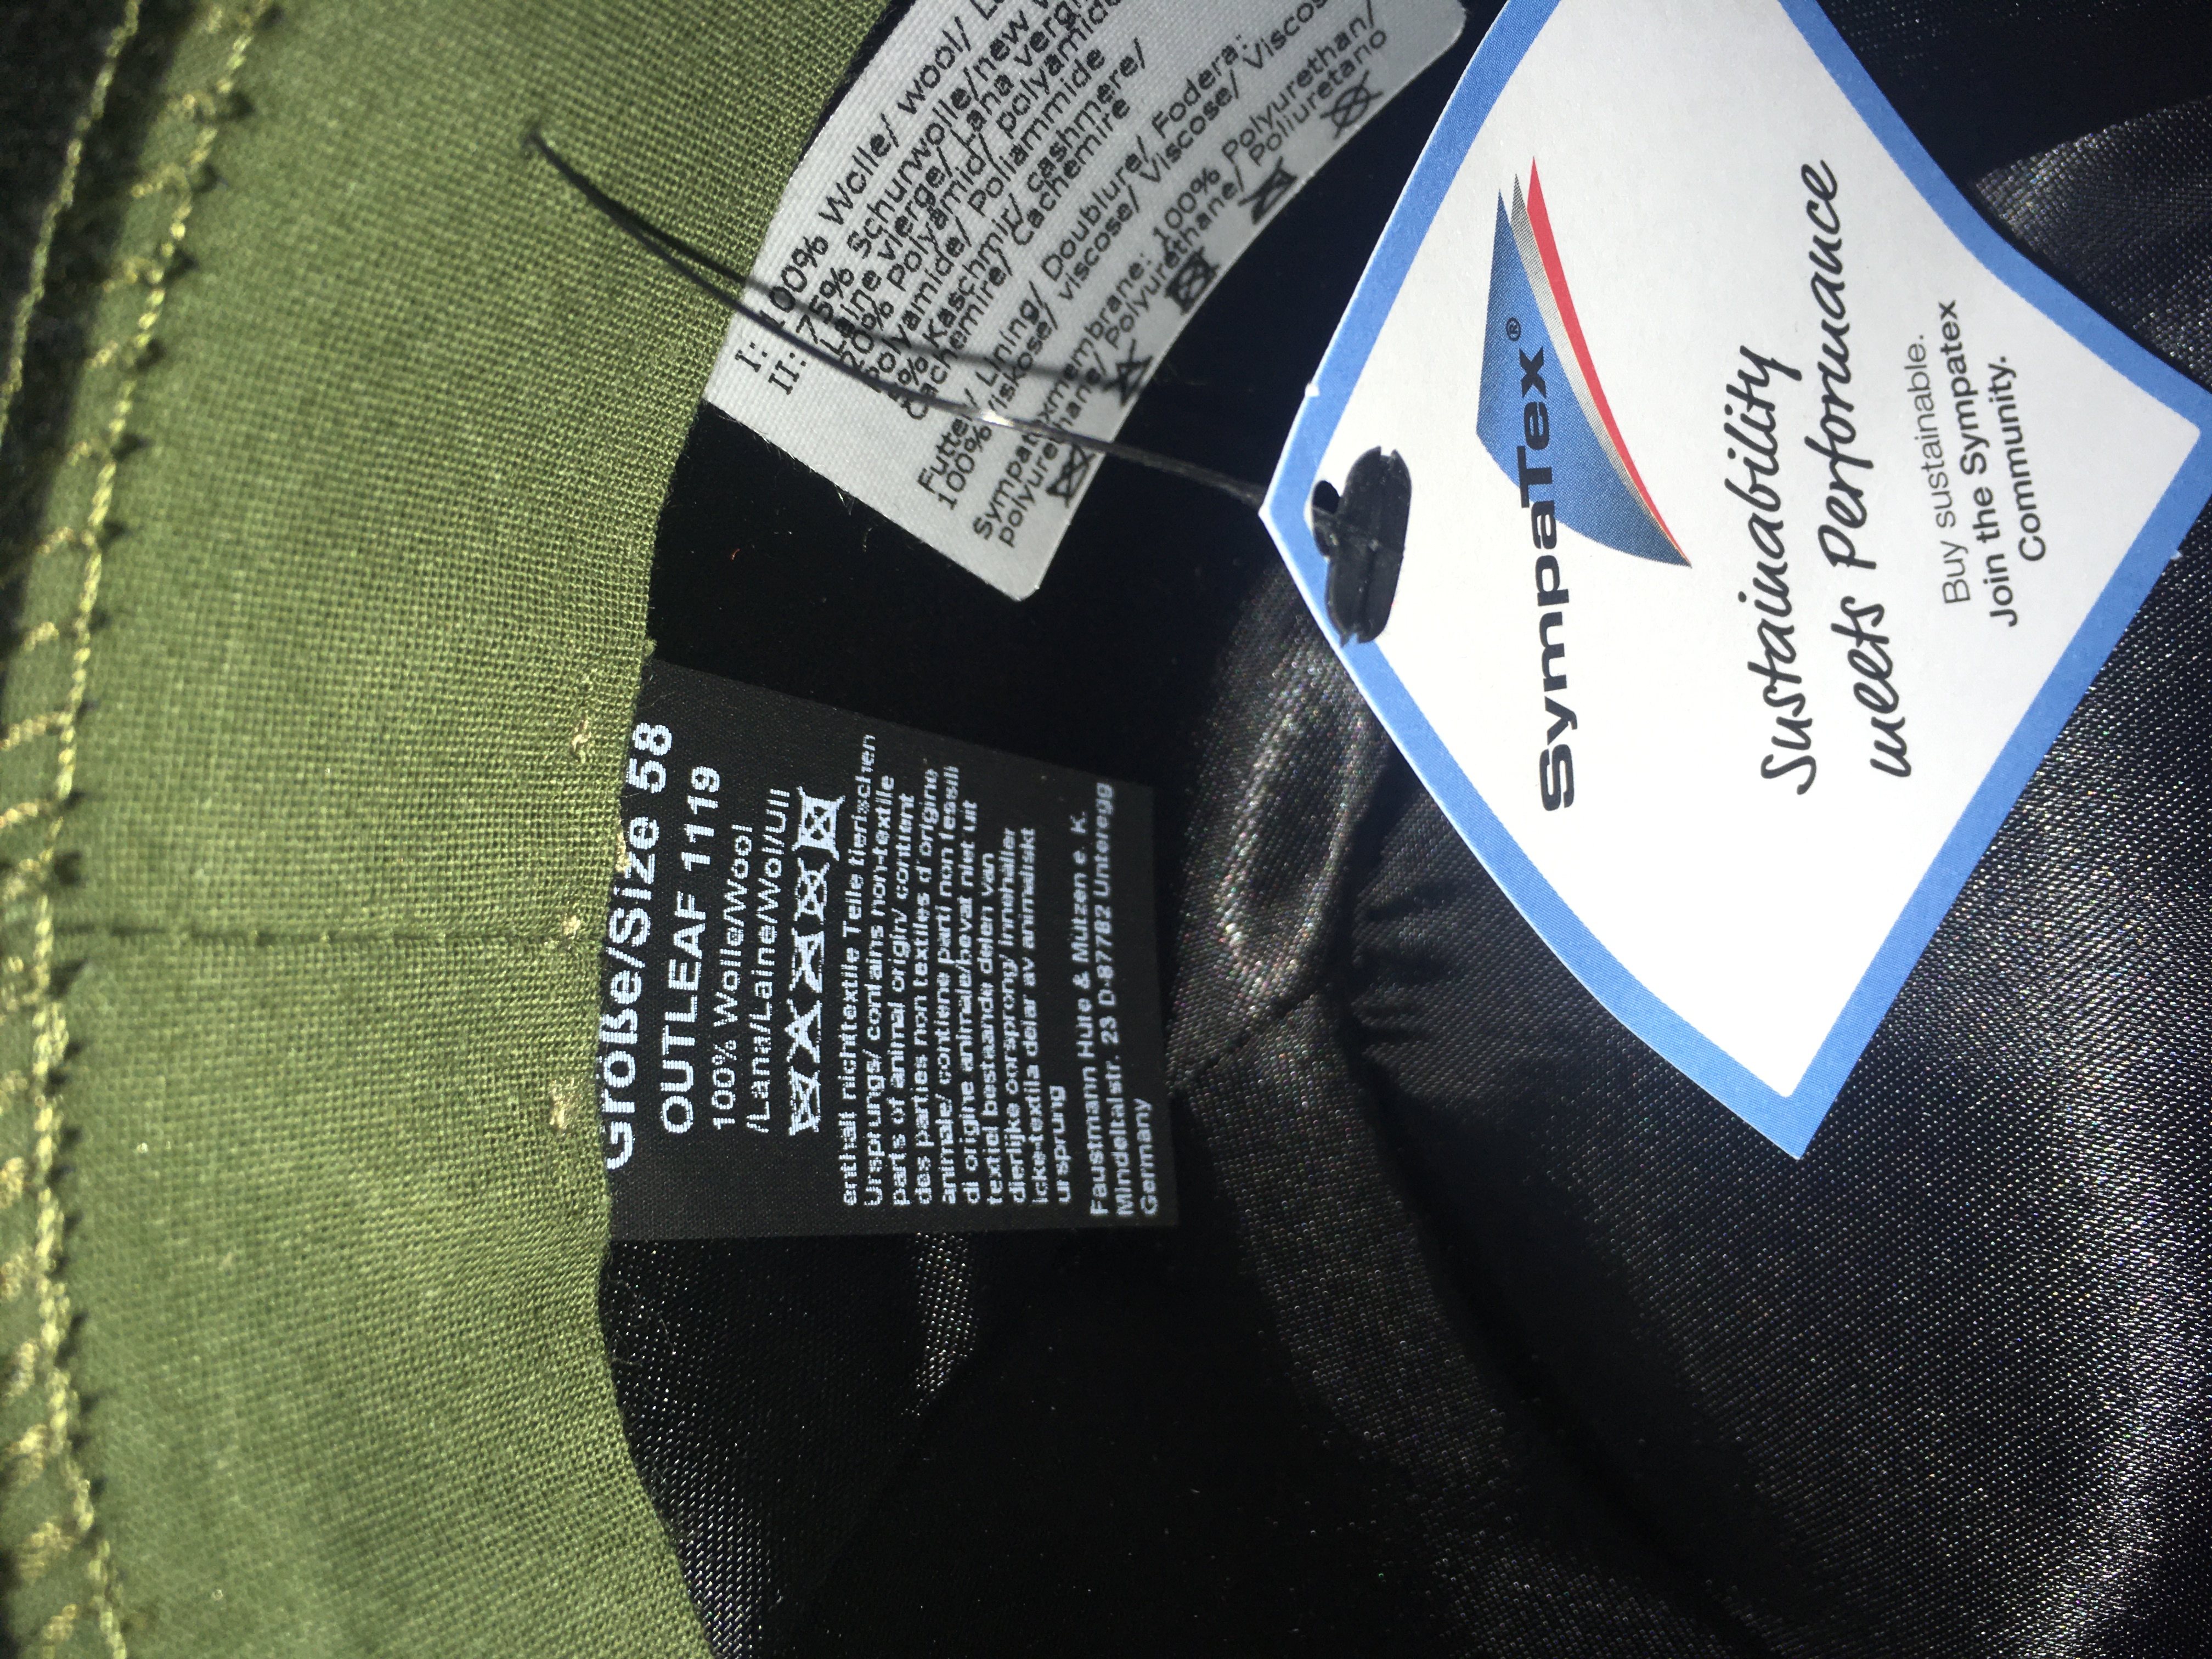 I: 100% Wolle/ wool/
II: 75% Schurwolle/new
Laine vierge/ Lana verg
20% Polyamid/ polyamide
Polyamide/ Poliammide
5% Kaschmir/ cashmere/
Cachemire/ Cachemire
Futter/ Lining/ Doublure/ Fodera:
100% Viskose/ viscose/ Viscose/ Viscos
Sympatexmembrane: 100% Polyurethan/
polyurethane/ Polyuréthane/ Poliuretano
Größe/Size 58
OUTLEAF 1119
100% Wolle/Wool
/Lana/Laine/Wol/Ull
enthält nichttextile Teile tierischen
Ursprungs/ contains non-textile
parts of animal origin/ contient
des parties non textiles d'origine
animale/ contiene parti non tessili
di origine animale/bevat niet uit
textiel bestaande delen van
dierlijke oorsprong/ innehåller
icke-textila delar av animaliskt
ursprung
Faustmann Hüte & Mützen e. K.
Mindeltalstr. 23 D-87782 Unteregg
Germany
SympaTex®
Sustainability
meets Performance
Buy sustainable.
Join the Sympatex
Community.